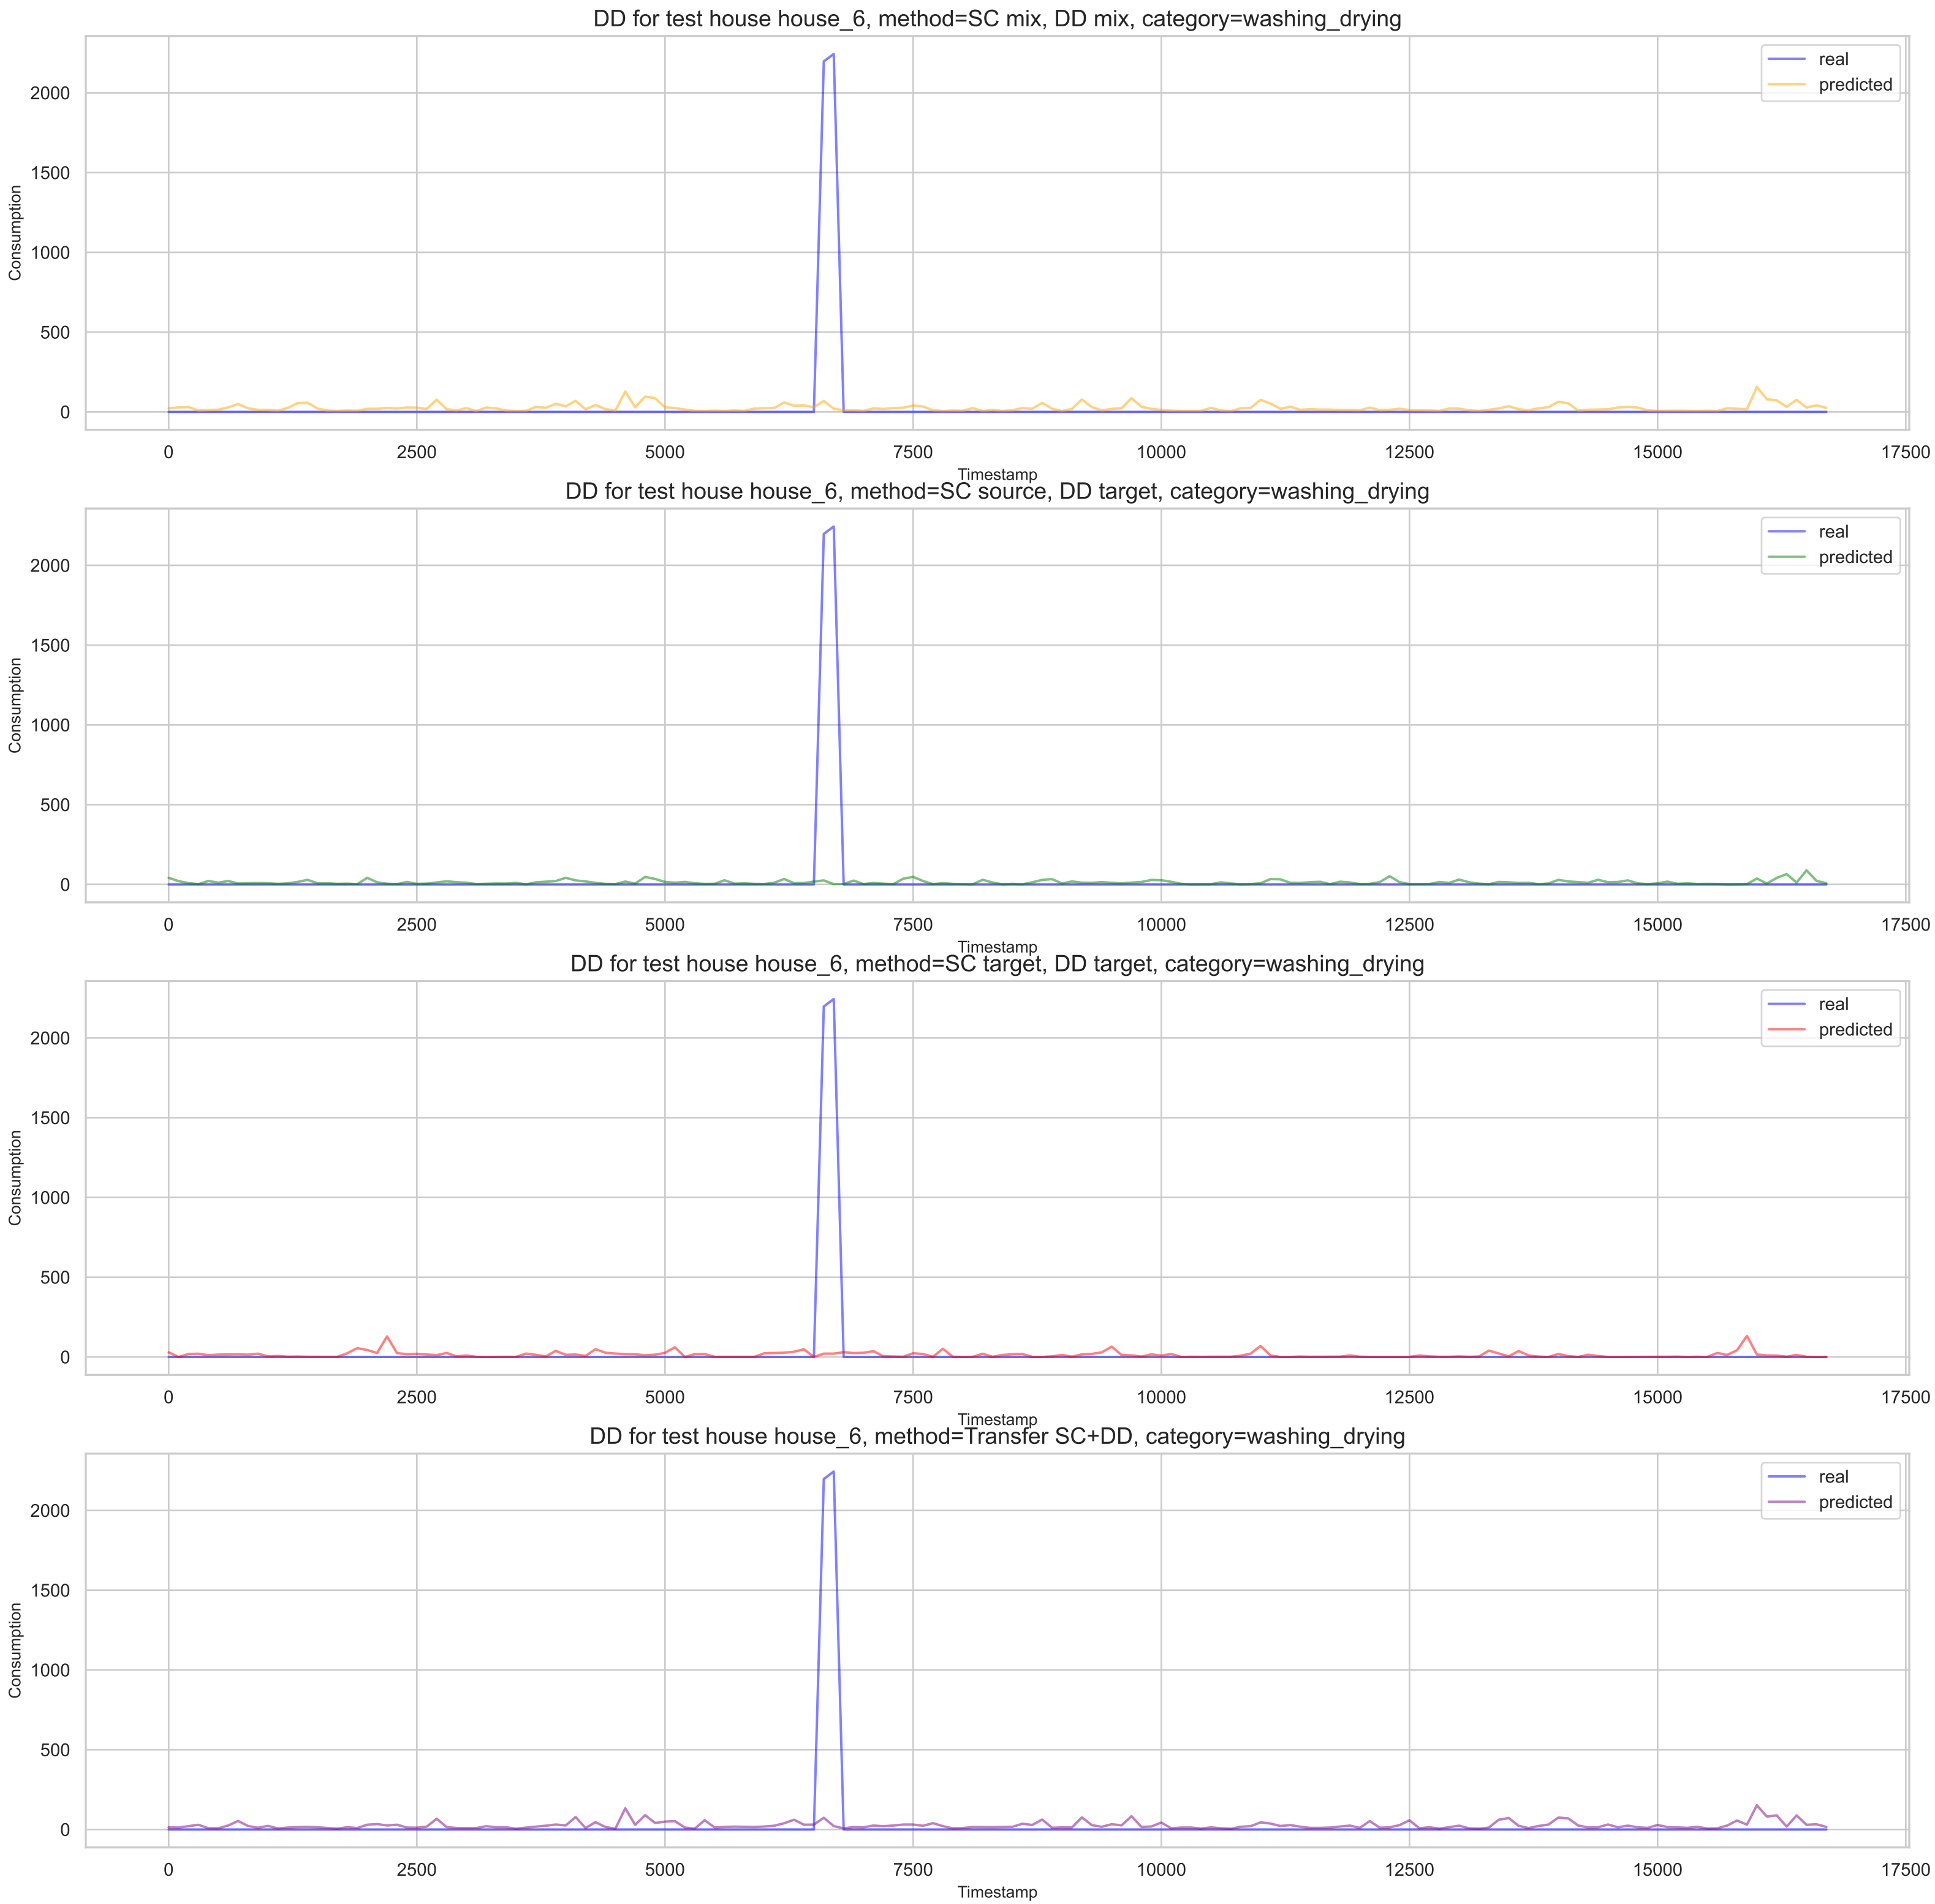 DD for test house house_6, method=SC mix, DD mix, category=washing_drying
real
predicted
2000
1500
1000
500
0
Consumption
0 2500 5000 7500 10000 12500 15000 17500
Timestamp
DD for test house house_6, method=SC source, DD target, category=washing_drying
real
predicted
2000
1500
1000
500
0
Consumption
0 2500 5000 7500 10000 12500 15000 17500
Timestamp
DD for test house house_6, method=SC target, DD target, category=washing_drying
real
predicted
2000
1500
1000
500
0
Consumption
0 2500 5000 7500 10000 12500 15000 17500
Timestamp
DD for test house house_6, method=Transfer SC+DD, category=washing_drying
real
predicted
2000
1500
1000
500
0
Consumption
0 2500 5000 7500 10000 12500 15000 17500
Timestamp